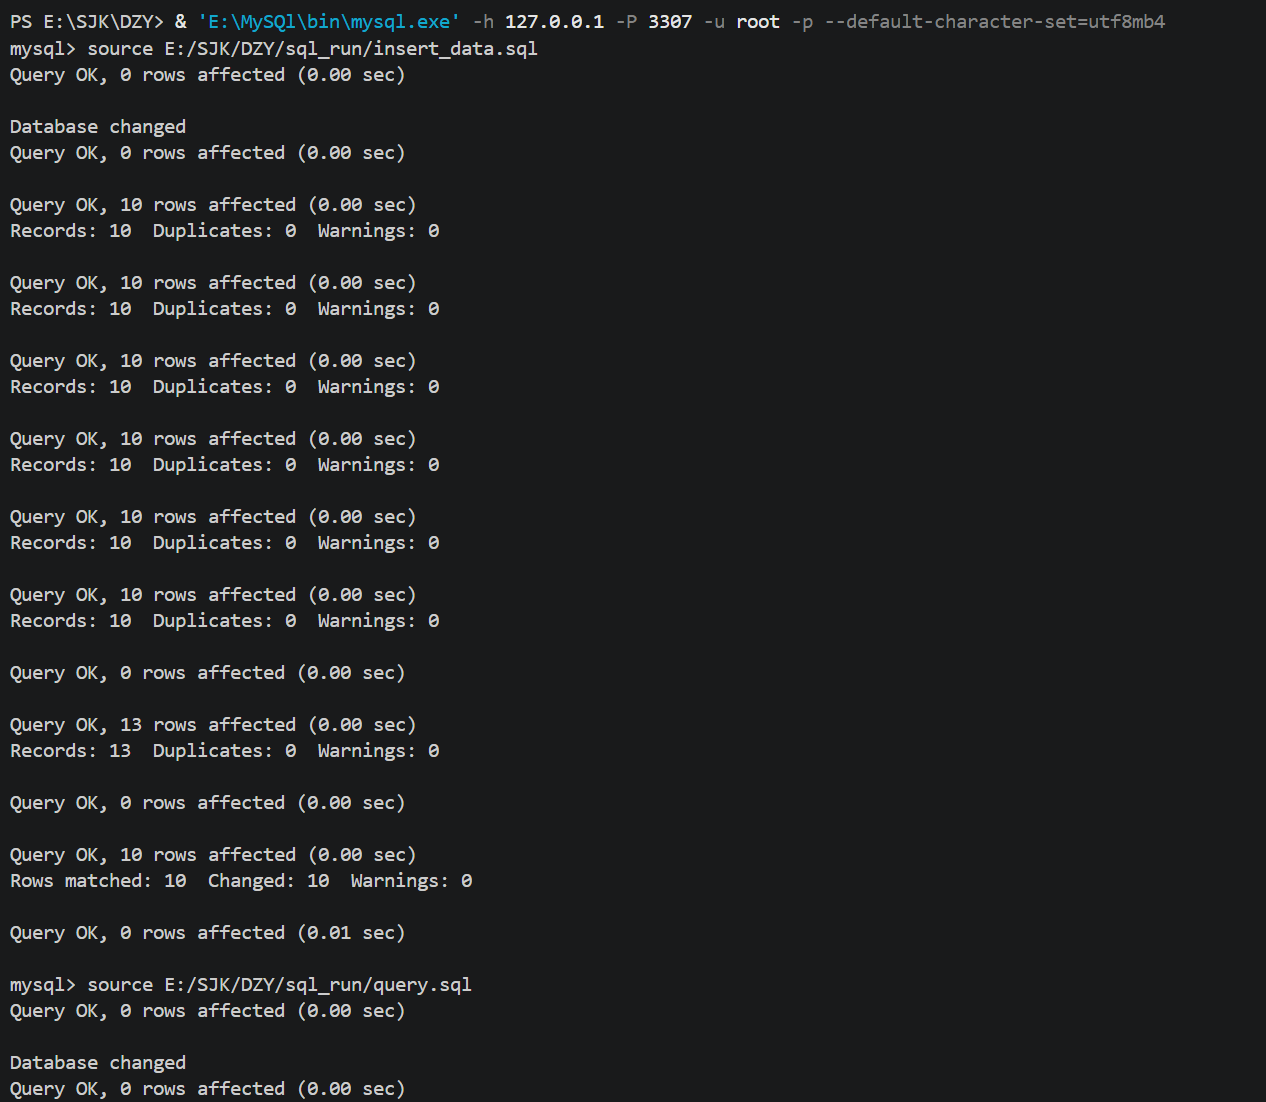 PS E:\SJK\DZY> & 'E:\MySQl\bin\mysql.exe' -h 127.0.0.1 -P 3307 -u root -p --default-character-set=utf8mb4
mysql> source E:/SJK/DZY/sql_run/insert_data.sql
Query OK, 0 rows affected (0.00 sec)

Database changed
Query OK, 0 rows affected (0.00 sec)

Query OK, 10 rows affected (0.00 sec)
Records: 10  Duplicates: 0  Warnings: 0

Query OK, 10 rows affected (0.00 sec)
Records: 10  Duplicates: 0  Warnings: 0

Query OK, 10 rows affected (0.00 sec)
Records: 10  Duplicates: 0  Warnings: 0

Query OK, 10 rows affected (0.00 sec)
Records: 10  Duplicates: 0  Warnings: 0

Query OK, 10 rows affected (0.00 sec)
Records: 10  Duplicates: 0  Warnings: 0

Query OK, 10 rows affected (0.00 sec)
Records: 10  Duplicates: 0  Warnings: 0

Query OK, 0 rows affected (0.00 sec)

Query OK, 13 rows affected (0.00 sec)
Records: 13  Duplicates: 0  Warnings: 0

Query OK, 0 rows affected (0.00 sec)

Query OK, 10 rows affected (0.00 sec)
Rows matched: 10  Changed: 10  Warnings: 0

Query OK, 0 rows affected (0.01 sec)

mysql> source E:/SJK/DZY/sql_run/query.sql
Query OK, 0 rows affected (0.00 sec)

Database changed
Query OK, 0 rows affected (0.00 sec)